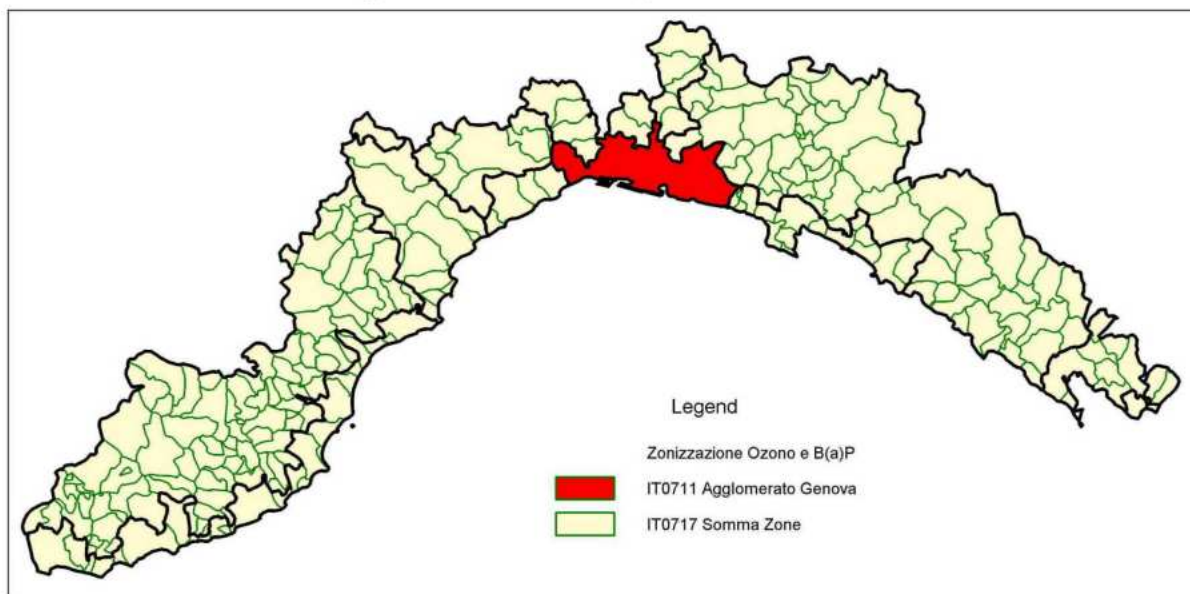 Legend
Zonizzazione Ozono e B(a)P
IT0711 Agglomerato Genova
IT0717 Somma Zone